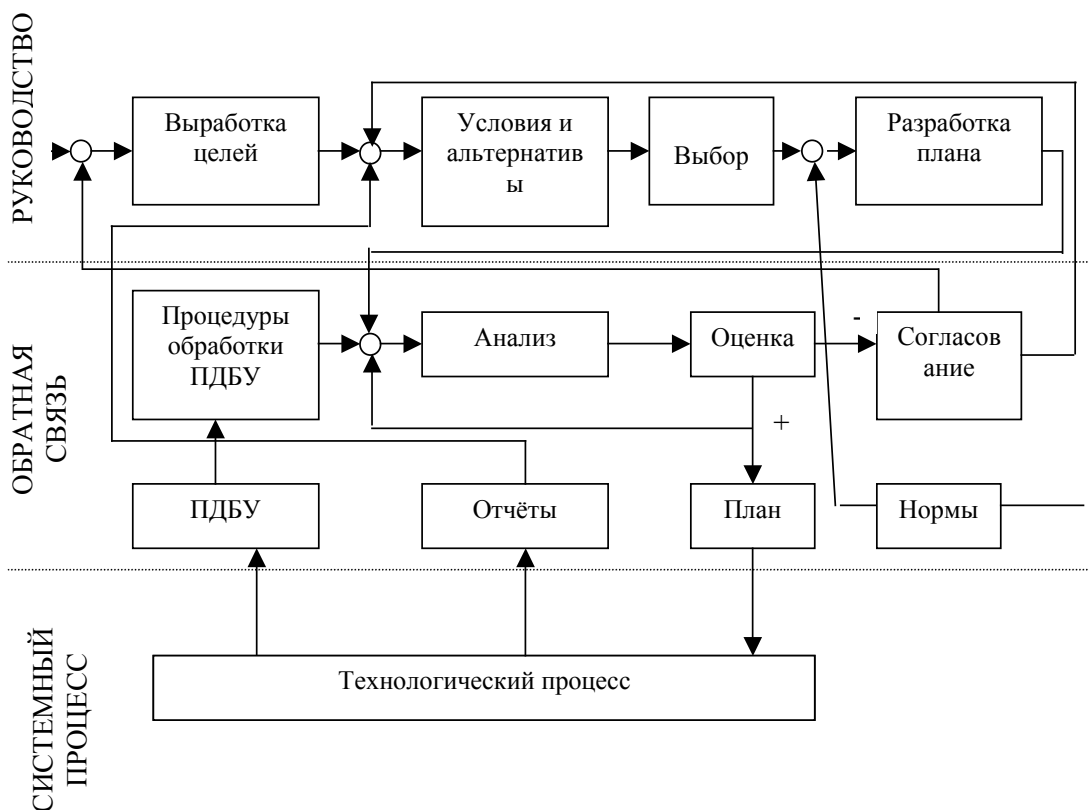 РУКОВОДСТВО
Выработка
целей
Условия и
альтернатив
ы
Выбор
Разработка
плана
ОБРАТНАЯ
СВЯЗЬ
Процедуры
обработки
ПДБУ
Анализ
Оценка
-
Согласов
ание
+
ПДБУ
Отчёты
План
Нормы
СИСТЕМНЫЙ
ПРОЦЕСС
Технологический процесс